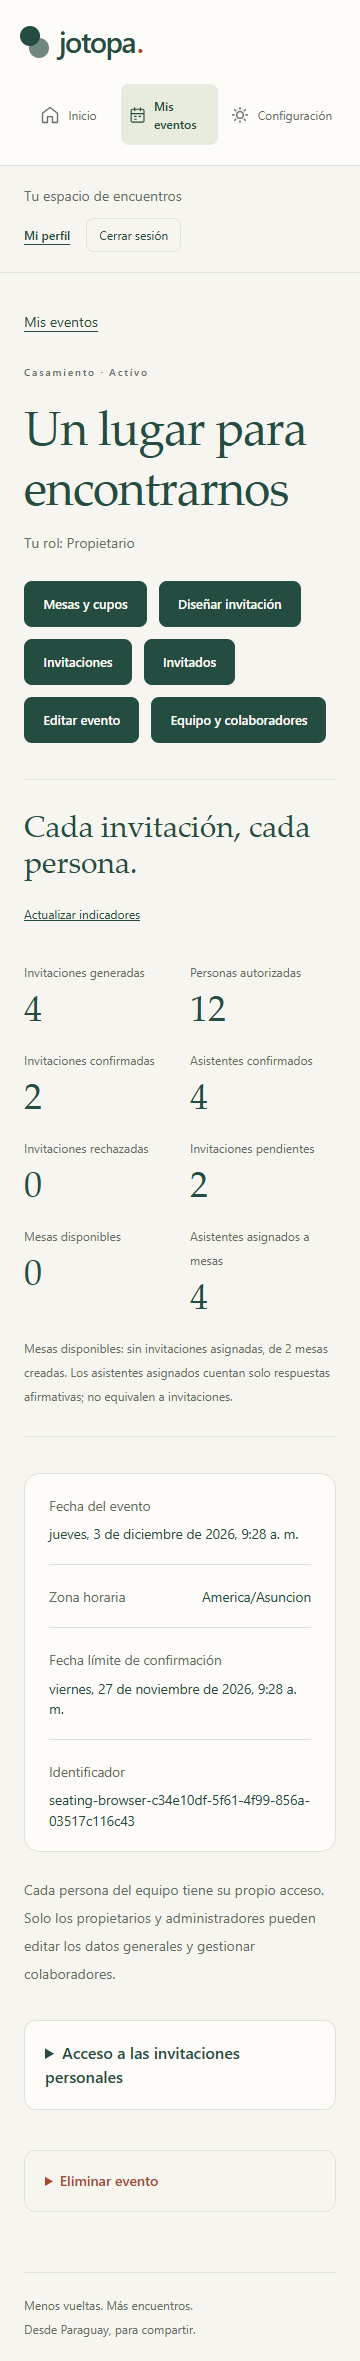 jotopa.
Inicio
Mis
eventos
Configuración
Tu espacio de encuentros
Mi perfil
Cerrar sesión
Mis eventos
Casamiento · Activo
Un lugar para
encontrarnos
Tu rol: Propietario
Mesas y cupos
Diseñar invitación
Invitaciones
Invitados
Editar evento
Equipo y colaboradores
Cada invitación, cada
persona.
Actualizar indicadores
Invitaciones generadas
4
Personas autorizadas
12
Invitaciones confirmadas
2
Asistentes confirmados
4
Invitaciones rechazadas
0
Invitaciones pendientes
2
Mesas disponibles
0
Asistentes asignados a
mesas
4
Mesas disponibles: sin invitaciones asignadas, de 2 mesas
creadas. Los asistentes asignados cuentan solo respuestas
afirmativas; no equivalen a invitaciones.
Fecha del evento
jueves, 3 de diciembre de 2026, 9:28 a. m.
Zona horaria
America/Asuncion
Fecha límite de confirmación
viernes, 27 de noviembre de 2026, 9:28 a.
m.
Identificador
seating-browser-c34e10df-5f61-4f99-856a-
03517c116c43
Cada persona del equipo tiene su propio acceso.
Solo los propietarios y administradores pueden
editar los datos generales y gestionar
colaboradores.
Acceso a las invitaciones
personales
Eliminar evento
Menos vueltas. Más encuentros.
Desde Paraguay, para compartir.